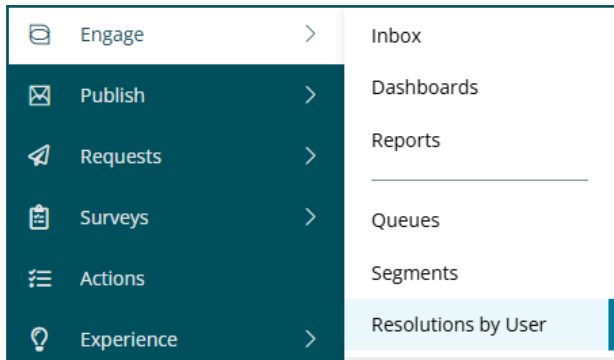 Engage
Publish
Requests
Surveys
Actions
Experience
Inbox
Dashboards
Reports
Queues
Segments
Resolutions by User